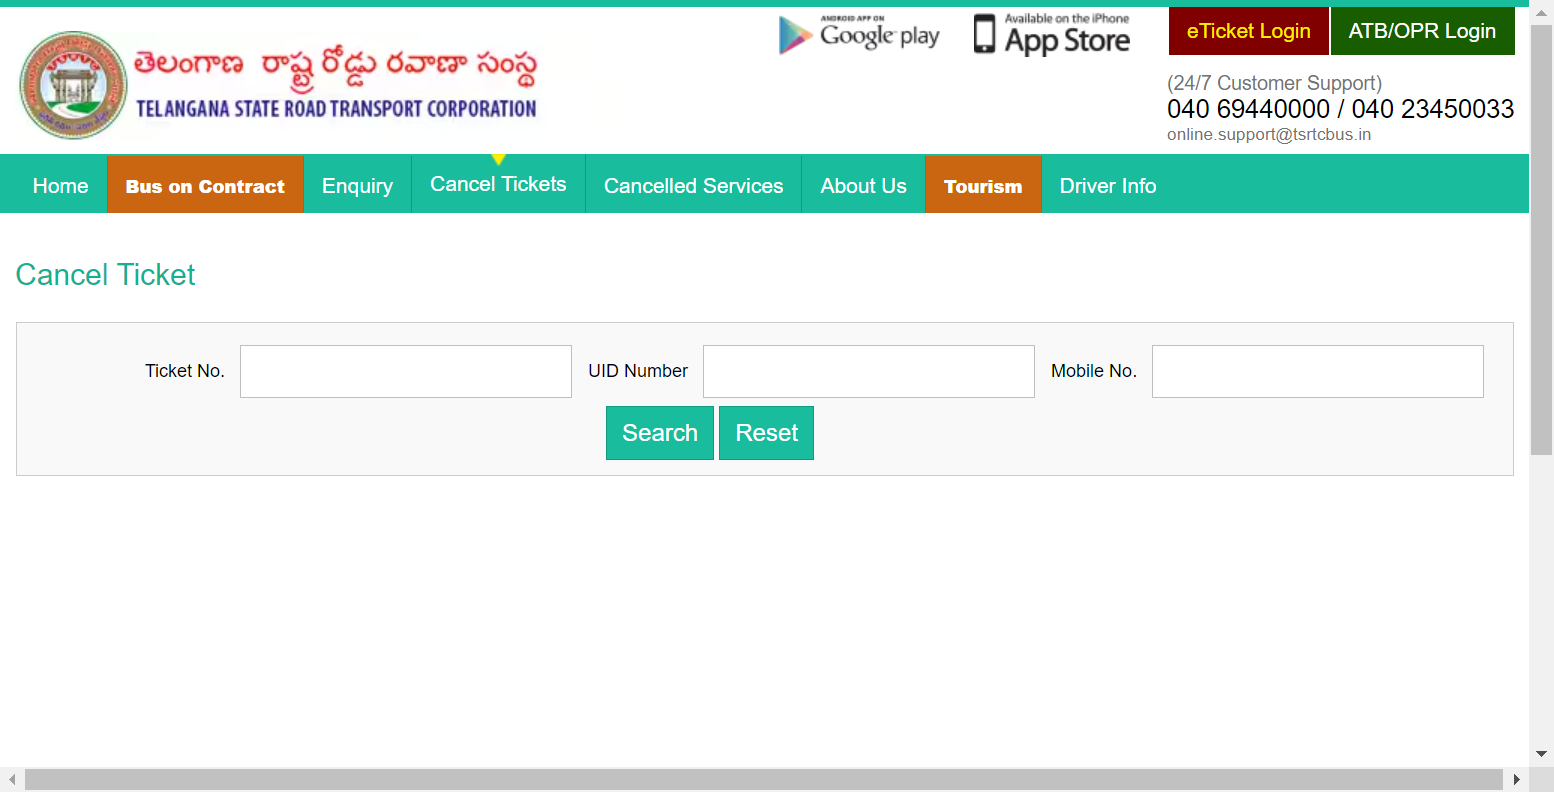 ANDROID APP ON
Google play
Available on the iPhone
App Store
eTicket Login
ATB/OPR Login
తెలంగాణ రాష్ట్ర రోడ్డు రవాణా సంస్థ
TELANGANA STATE ROAD TRANSPORT CORPORATION
(24/7 Customer Support)
040 69440000 / 040 23450033
online.support@tsrtcbus.in
Home
Bus on Contract
Enquiry
Cancel Tickets
Cancelled Services
About Us
Tourism
Driver Info
Cancel Ticket
Ticket No.
UID Number
Mobile No.
Search
Reset